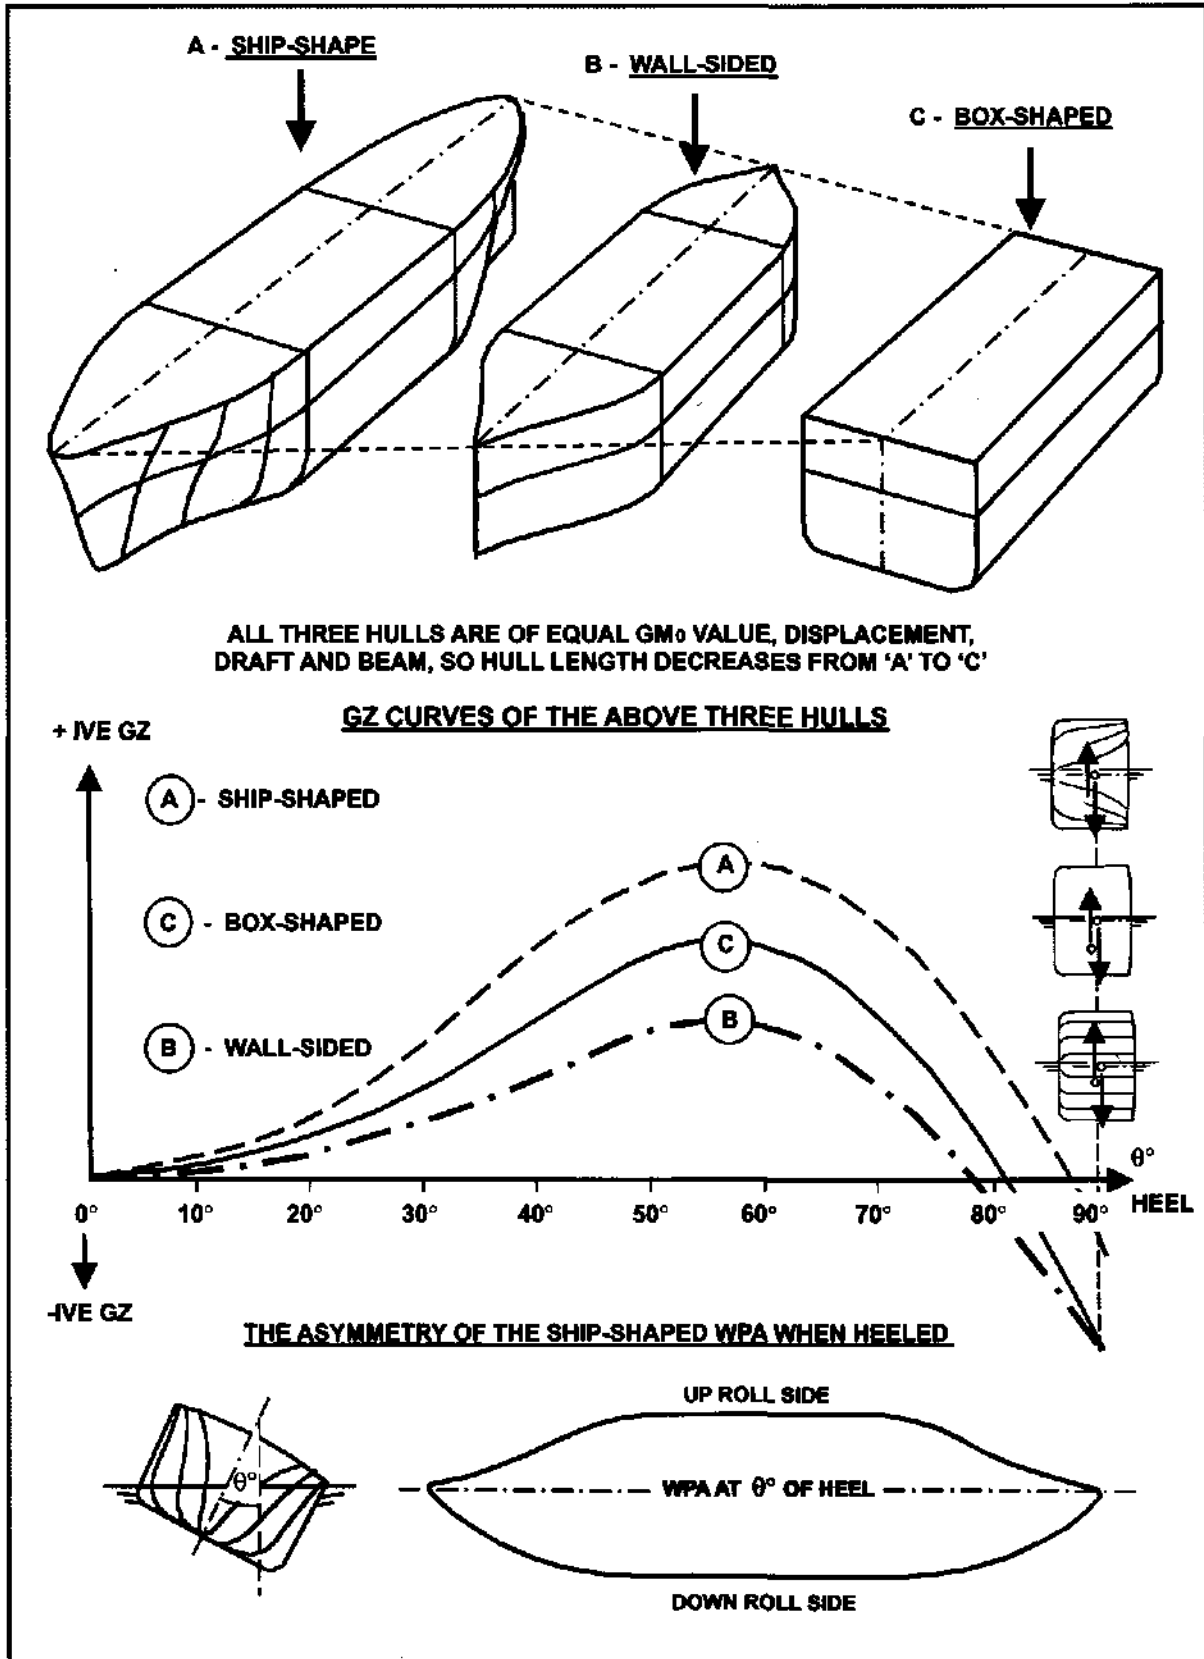 A - SHIP-SHAPE
B - WALL-SIDED
C - BOX-SHAPED
ALL THREE HULLS ARE OF EQUAL GM₀ VALUE, DISPLACEMENT,
DRAFT AND BEAM, SO HULL LENGTH DECREASES FROM 'A' TO 'C'
GZ CURVES OF THE ABOVE THREE HULLS
+ IVE GZ
A - SHIP-SHAPED
C - BOX-SHAPED
B - WALL-SIDED
A
C
B
θ°
0° 10° 20° 30° 40° 50° 60° 70° 80° 90° HEEL
-IVE GZ
THE ASYMMETRY OF THE SHIP-SHAPED WPA WHEN HEELED
UP ROLL SIDE
θ°
WPA AT θ° OF HEEL
DOWN ROLL SIDE